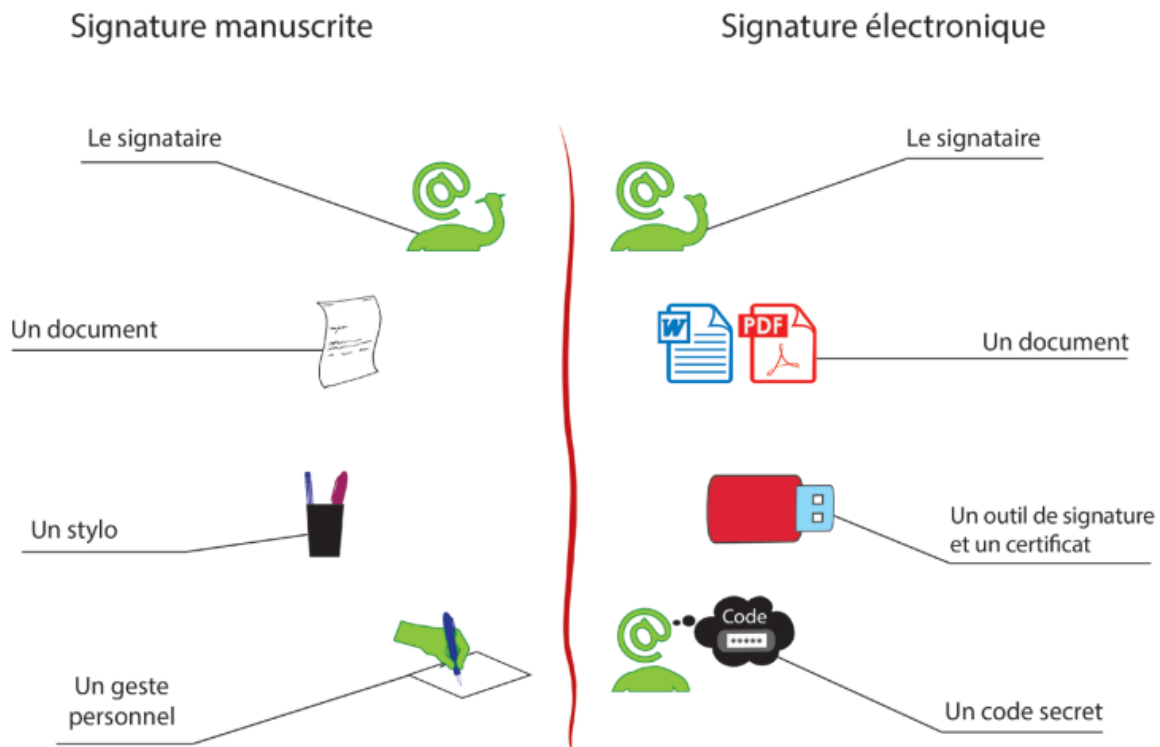 Signature manuscrite
Signature électronique
Le signataire
Le signataire
@
@
Un document
W
PDF
Un document
Un stylo
Un outil de signature
et un certificat
@
Code
*****
Un geste
personnel
Un code secret